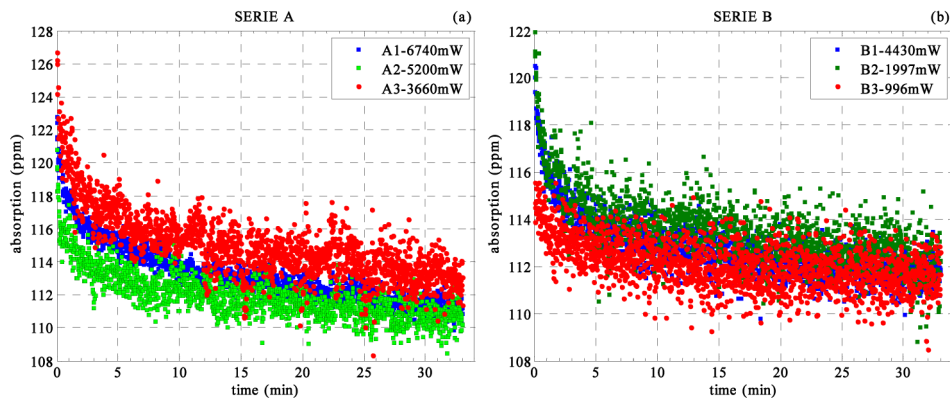 SERIE A
(a)
absorption (ppm)
128
126
124
122
120
118
116
114
112
110
108
A1-6740mW
A2-5200mW
A3-3660mW
0
5
10
15
20
25
30
time (min)
SERIE B
(b)
absorption (ppm)
122
120
118
116
114
112
110
108
B1-4430mW
B2-1997mW
B3-996mW
0
5
10
15
20
25
30
time (min)